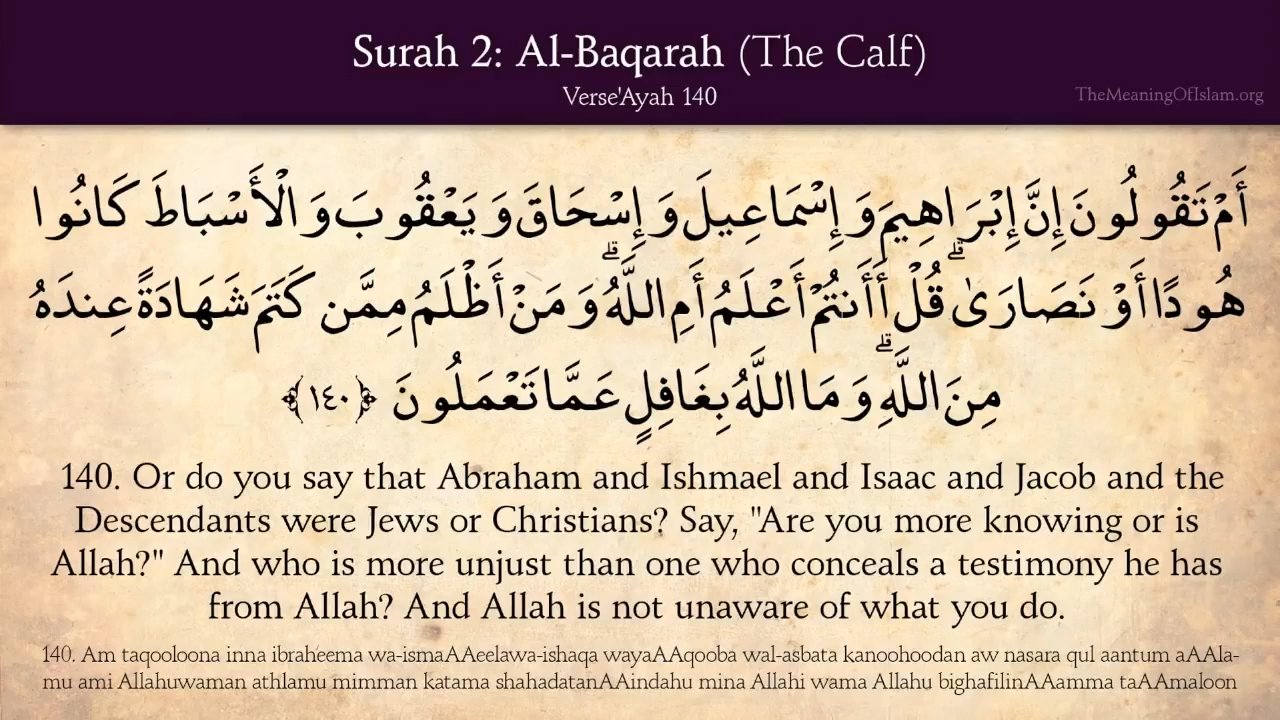 Surah 2: Al-Baqarah (The Calf)
Verse'Ayah 140
TheMeaningOfIslam.org
أَمْ تَقُولُونَ إِنَّ إِبْرَاهِيمَ وَإِسْمَاعِيلَ وَإِسْحَاقَ وَيَعْقُوبَ وَالْأَسْبَاطَ كَانُوا
هُودًا أَوْ نَصَارَىٰ ۗ قُلْ أَأَنتُمْ أَعْلَمُ أَمِ اللَّهُ ۗ وَمَنْ أَظْلَمُ مِمَّن كَتَمَ شَهَادَةً عِندَهُ
مِنَ اللَّهِ ۗ وَمَا اللَّهُ بِغَافِلٍ عَمَّا تَعْمَلُونَ ﴿١٤٠﴾
140. Or do you say that Abraham and Ishmael and Isaac and Jacob and the
Descendants were Jews or Christians? Say, "Are you more knowing or is
Allah?" And who is more unjust than one who conceals a testimony he has
from Allah? And Allah is not unaware of what you do.
140. Am taqooloona inna ibraheema wa-ismaAAeelawa-ishaqa wayaAAqooba wal-asbata kanoohoodan aw nasara qul aantum aAAla-
mu ami Allahuwaman athlamu mimman katama shahadatanAAindahu mina Allahi wama Allahu bighafilinAAamma taAAmaloon